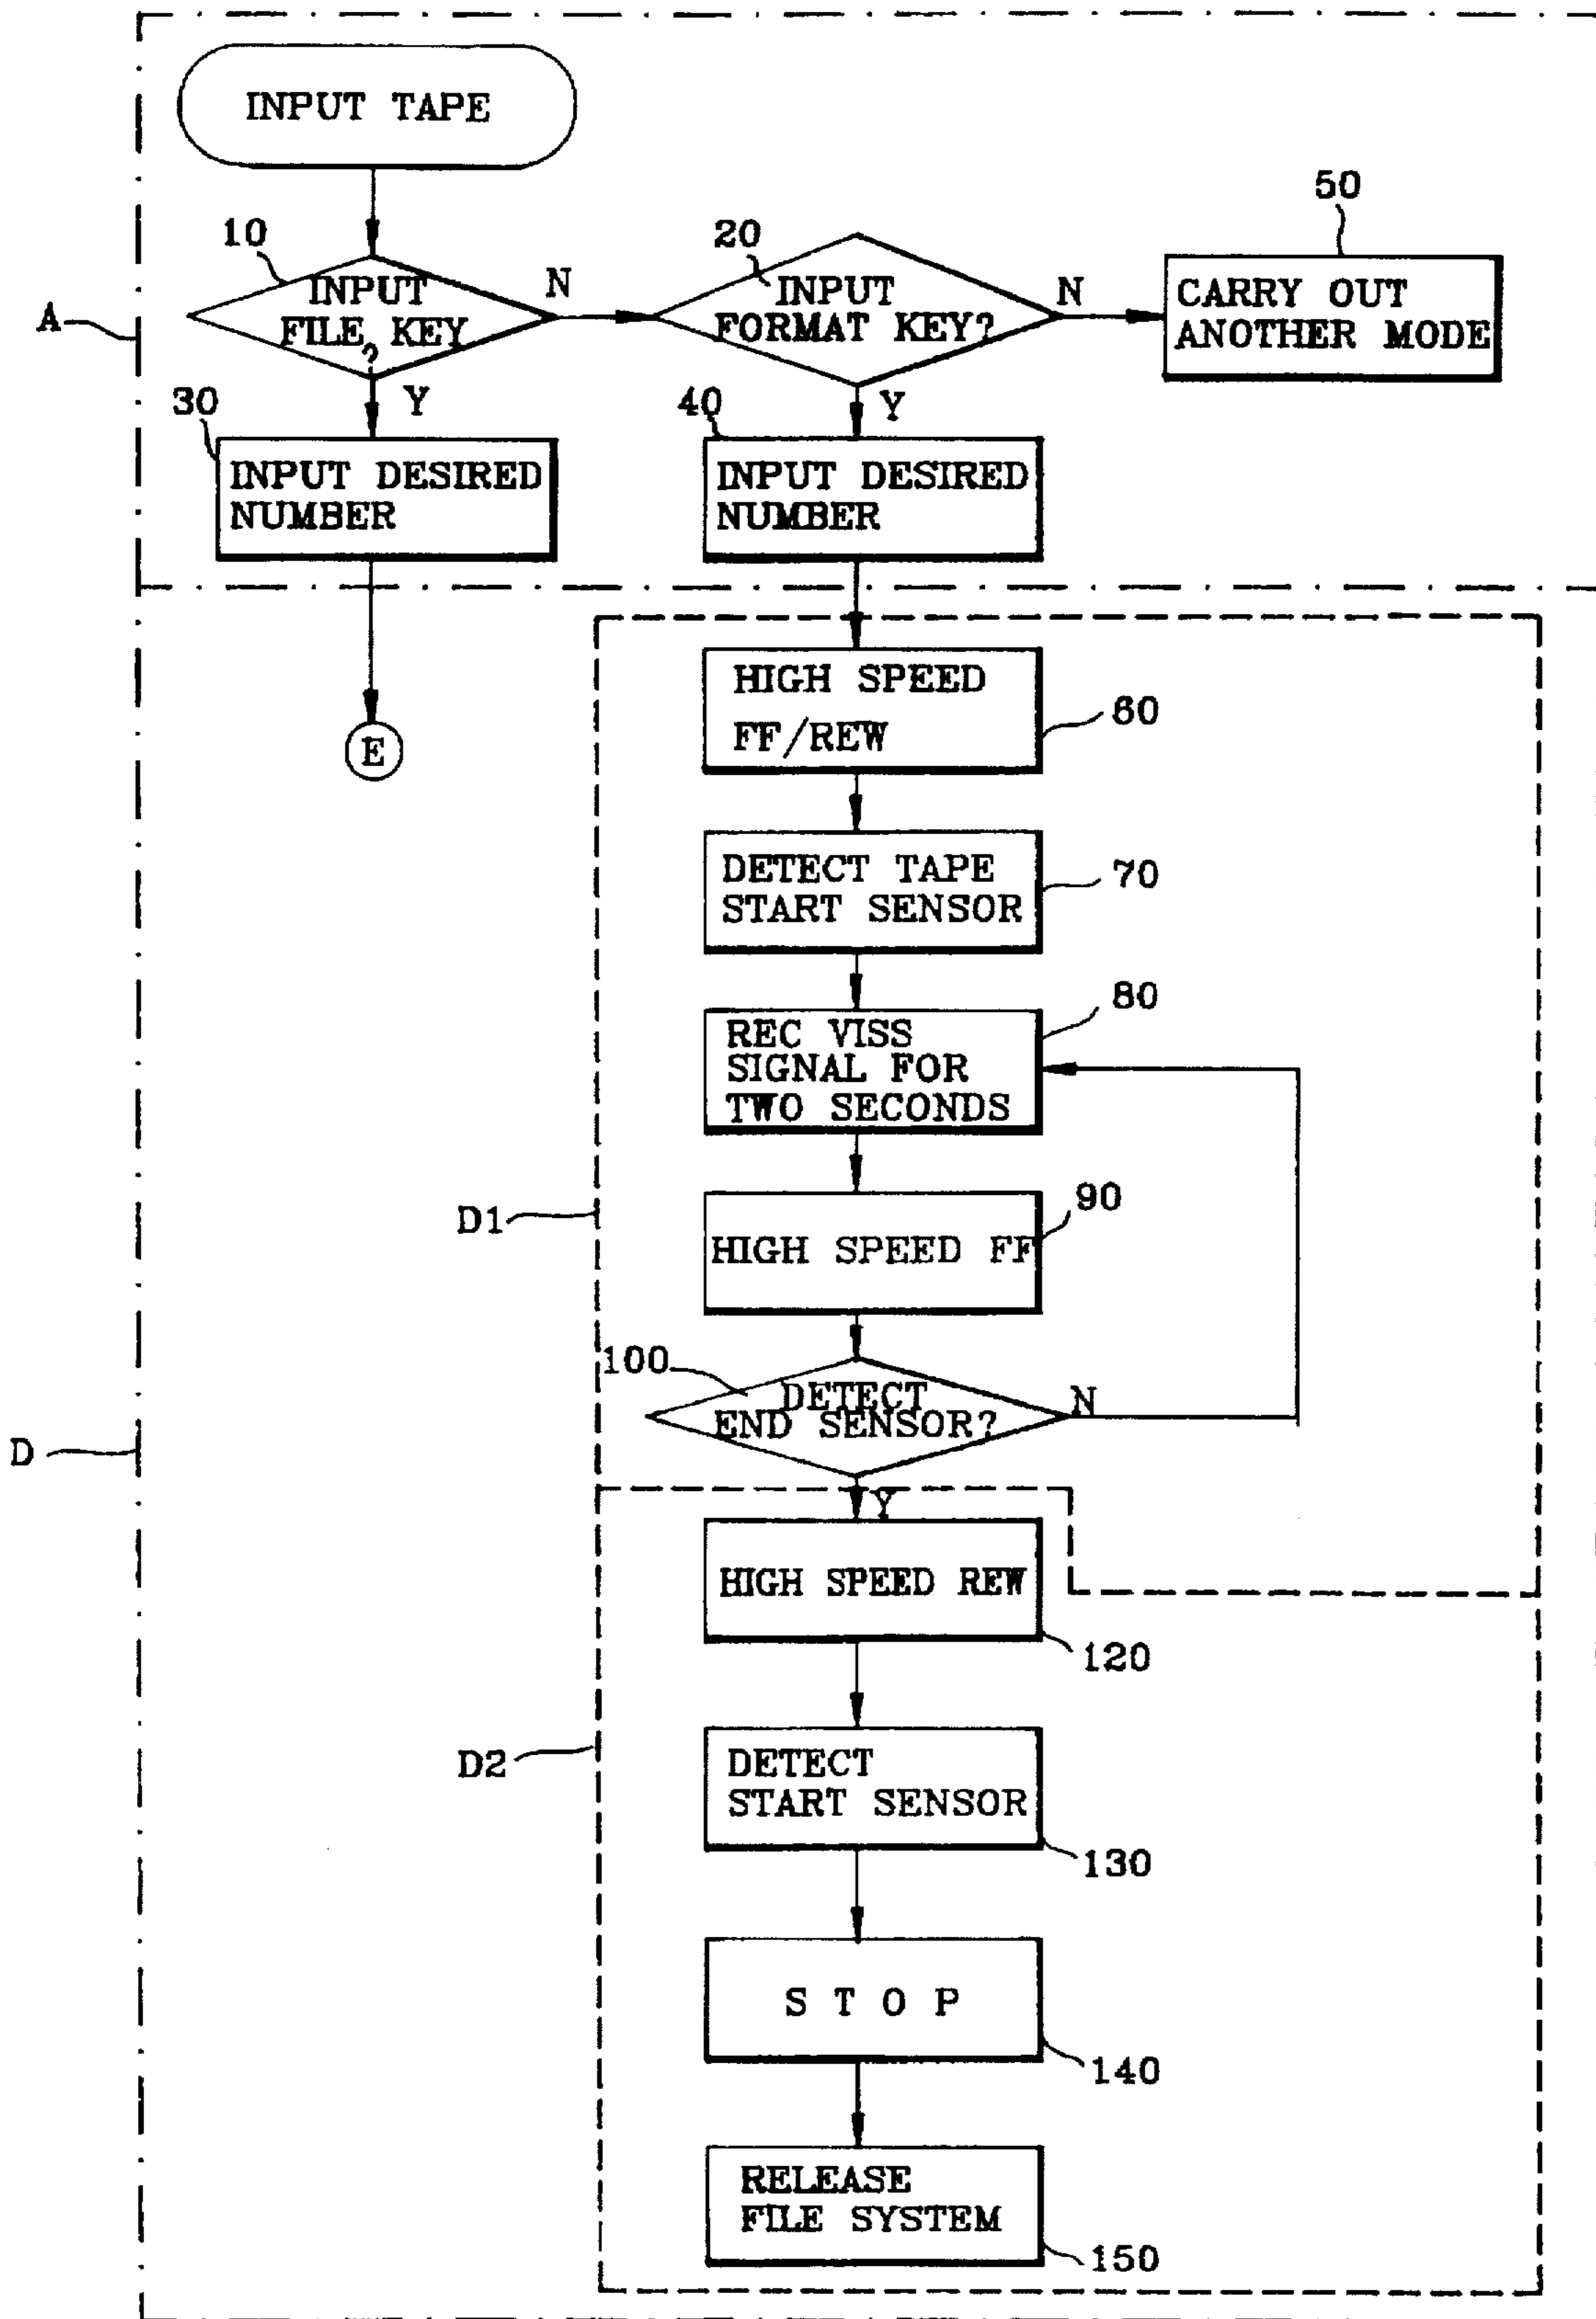 INPUT TAPE
10
INPUT
FILE KEY
?
N
Y
20
INPUT
FORMAT KEY?
N
Y
50
CARRY OUT
ANOTHER MODE
A
30
INPUT DESIRED
NUMBER
40
INPUT DESIRED
NUMBER
E
HIGH SPEED
FF/REW
60
DETECT TAPE
START SENSOR
70
80
REC VISS
SIGNAL FOR
TWO SECONDS
D1
90
HIGH SPEED FF
100
DETECT
END SENSOR?
N
Y
D
HIGH SPEED REW
120
D2
DETECT
START SENSOR
130
S T O P
140
RELEASE
FILE SYSTEM
150